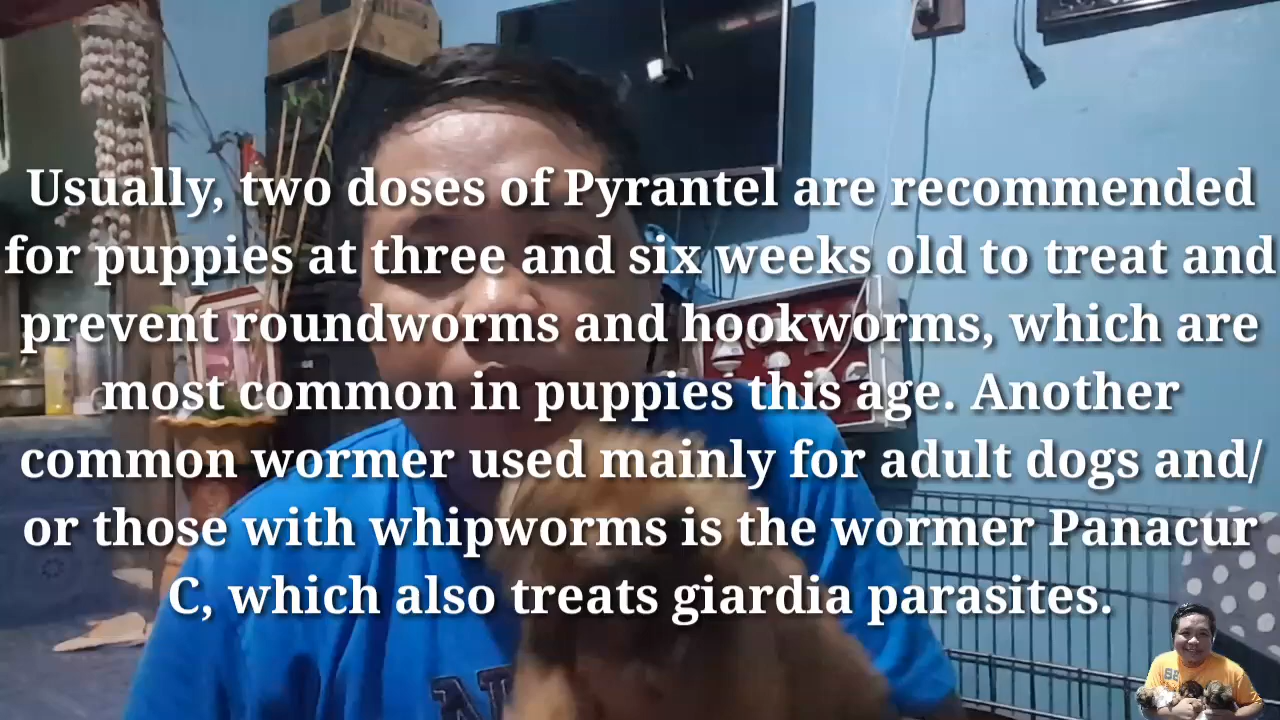 Usually, two doses of Pyrantel are recommended
for puppies at three and six weeks old to treat and
prevent roundworms and hookworms, which are
most common in puppies this age. Another
common wormer used mainly for adult dogs and/
or those with whipworms is the wormer Panacur
C, which also treats giardia parasites.